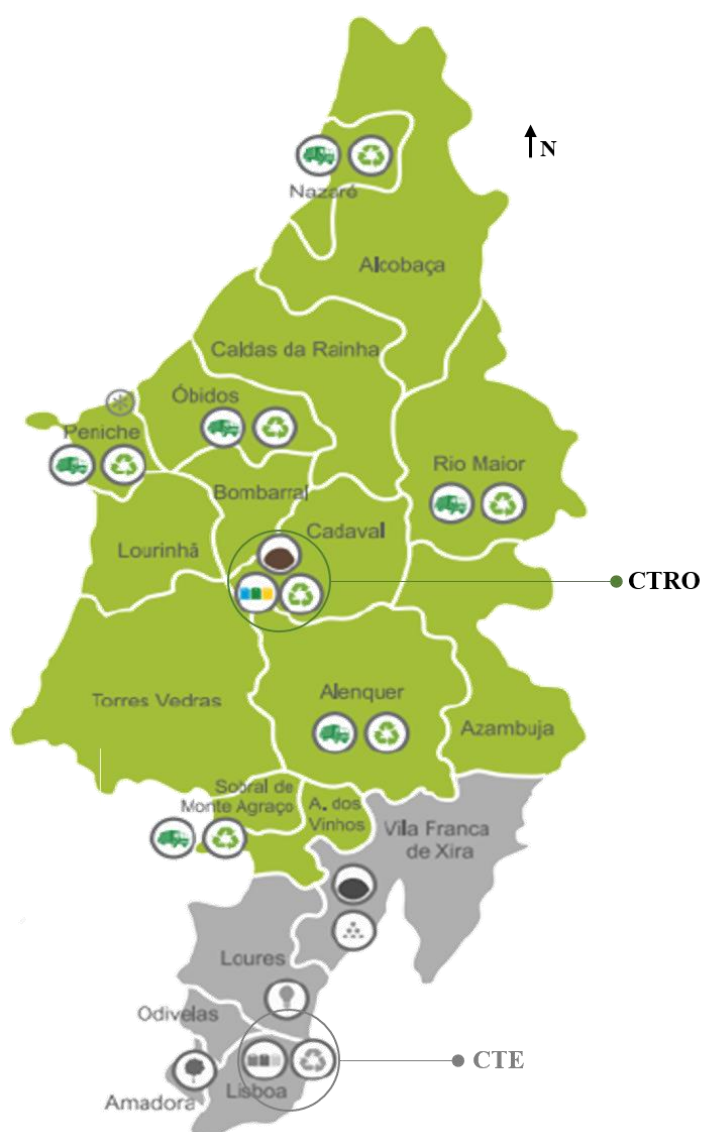 N
Nazaré
Alcobaça
Caldas da Rainha
Óbidos
Peniche
Rio Maior
Bombarral
Cadaval
Lourinhã
CTRO
Alenquer
Torres Vedras
Azambuja
Sobral de
Monte Agraço
A. dos
Vinhos
Vila Franca
de Xira
Loures
Odivelas
CTE
Lisboa
Amadora